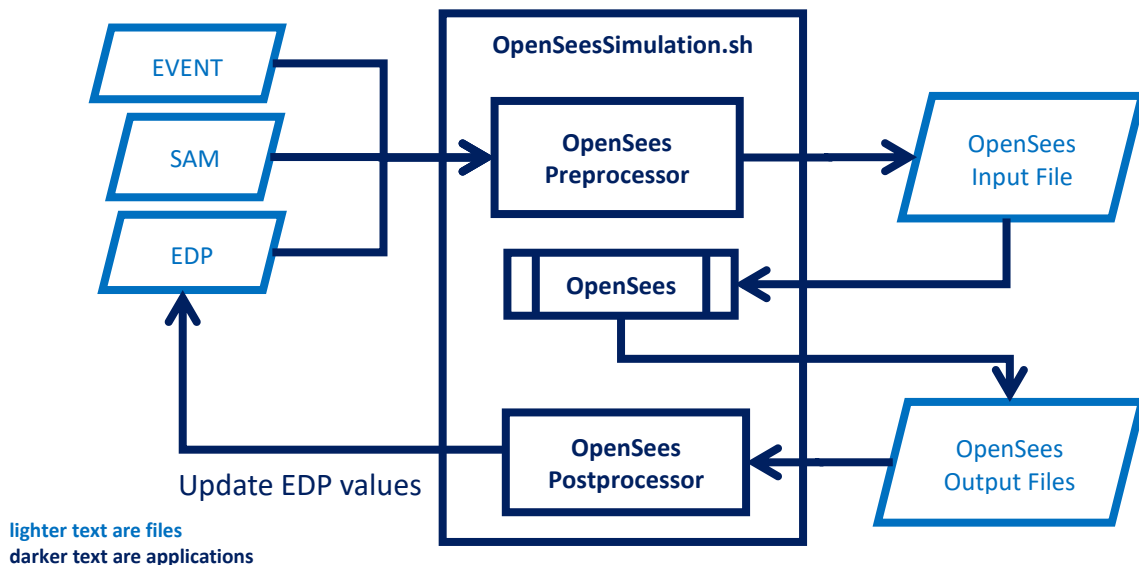 OpenSeesSimulation.sh
EVENT
SAM
EDP
OpenSees
Preprocessor
OpenSees
Input File
OpenSees
OpenSees
Postprocessor
OpenSees
Output Files
Update EDP values
lighter text are files
darker text are applications